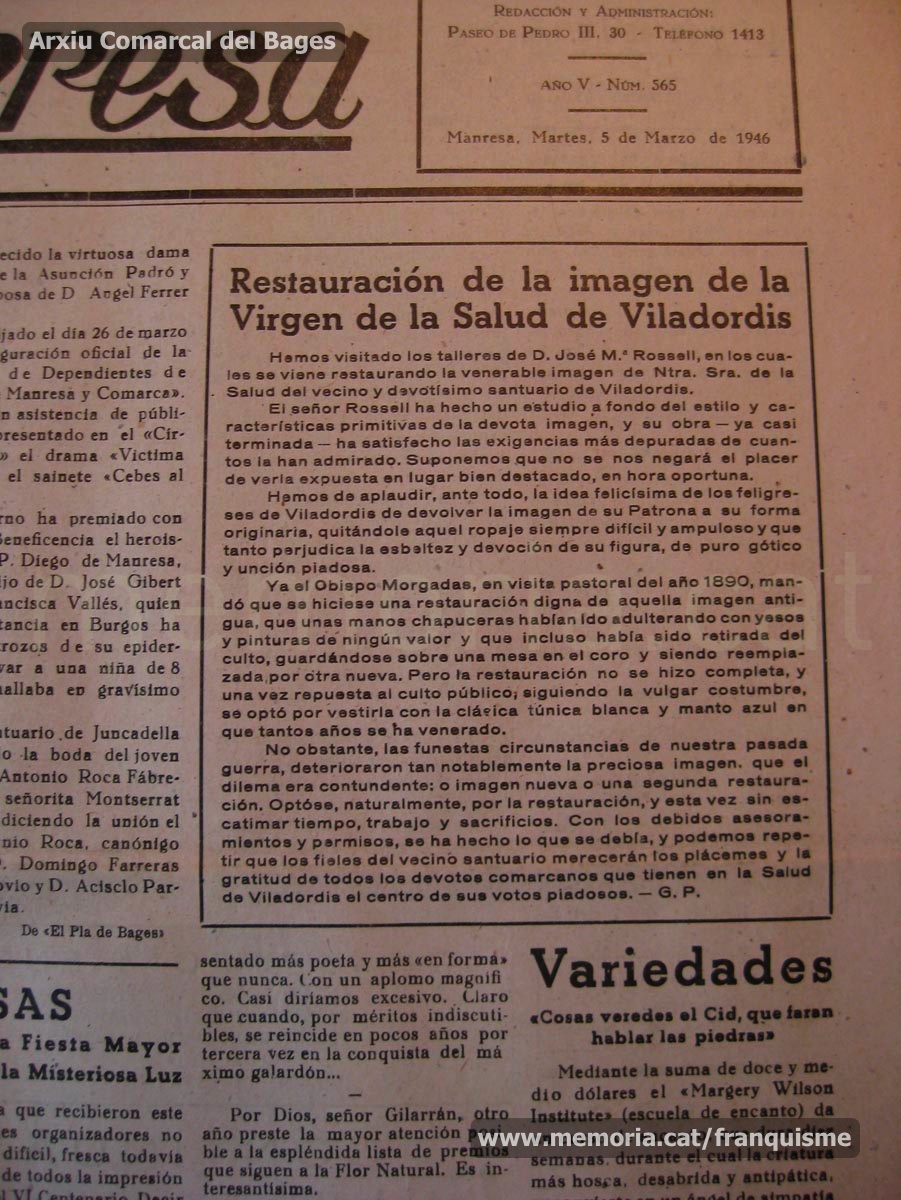 Arxiu Comarcal del Bages
resa
REDACCIÓN Y ADMINISTRACIÓN:
PASEO DE PEDRO III, 30 - TELÉFONO 1413
AÑO V - NÚM. 565
Manresa, Martes, 5 de Marzo de 1946
ecido la virtuosa dama
e la Asunción Padró y
osa de D Angel Ferrer
jado el día 26 de marzo
guración oficial de la
de Dependientes de
Manresa y Comarca».
n asistencia de públi-
resentado en el «Cir-
» el drama «Víctima
el sainete «Cebes al
rno ha premiado con
Beneficencia el herois-
P. Diego de Manresa,
ijo de D. José Gibert
ncisca Vallés, quien
tancia en Burgos ha
rozos de su epider-
var a una niña de 8
hallaba en gravísimo
tuario de Juncadella
o la boda del joven
Antonio Roca Fábre-
señorita Montserrat
diciendo la unión el
nio Roca, canónigo
. Domingo Farreras
ovio y D. Acisclo Par-
via.
De «El Pla de Bages»
SAS
a Fiesta Mayor
la Misteriosa Luz
a que recibieron este
es organizadores no
difícil, fresca todavía
de todos la impresión
Restauración de la imagen de la
Virgen de la Salud de Viladordis
Hemos visitado los talleres de D. José M.ª Rossell, en los cua-
les se viene restaurando la venerable imagen de Ntra. Sra. de la
Salud del vecino y devotísimo santuario de Viladordis.
El señor Rossell ha hecho un estudio a fondo del estilo y ca-
racterísticas primitivas de la devota imagen, y su obra — ya casi
terminada — ha satisfecho las exigencias más depuradas de cuan-
tos la han admirado. Suponemos que no se nos negará el placer
de verla expuesta en lugar bien destacado, en hora oportuna.
Hemos de aplaudir, ante todo, la idea felicísima de los feligre-
ses de Viladordis de devolver la imagen de su Patrona a su forma
originaria, quitándole aquel ropaje siempre difícil y ampuloso y que
tanto perjudica la esbeltez y devoción de su figura, de puro gótico
y unción piadosa.
Ya el Obispo Morgadas, en visita pastoral del año 1890, man-
dó que se hiciese una restauración digna de aquella imagen anti-
gua, que unas manos chapuceras habían ido adulterando con yesos
y pinturas de ningún valor y que incluso había sido retirada del
culto, guardándose sobre una mesa en el coro y siendo reempla-
zada por otra nueva. Pero la restauración no se hizo completa, y
una vez repuesta al culto público, siguiendo la vulgar costumbre,
se optó por vestirla con la clásica túnica blanca y manto azul en
que tantos años se ha venerado.
No obstante, las funestas circunstancias de nuestra pasada
guerra, deterioraron tan notablemente la preciosa imagen. que el
dilema era contundente: o imagen nueva o una segunda restaura-
ción. Optóse, naturalmente, por la restauración, y esta vez sin es-
catimar tiempo, trabajo y sacrificios. Con los debidos asesora-
mientos y permisos, se ha hecho lo que se debía, y podemos repe-
tir que los fieles del vecino santuario merecerán los plácemes y la
gratitud de todos los devotos comarcanos que tienen en la Salud
de Viladordis el centro de sus votos piadosos. — G. P.
sentado más poeta y más «en forma»
que nunca. Con un aplomo magnífi
co. Casi diríamos excesivo. Claro
que cuando, por méritos indiscuti-
bles, se reincide en pocos años por
tercera vez en la conquista del má
ximo galardón...
Por Dios, señor Gilarrán, otro
año preste la mayor atención posi-
ble a la espléndida lista de premios
que siguen a la Flor Natural. Es in-
teresantísima.
Variedades
«Cosas veredes el Cid, que faran
hablar las piedras»
Mediante la suma de doce y me-
dio dólares el «Margery Wilson
Institute» (escuela de encanto) da
semanas, durante el cual la criatura
más hosca, desabrida y antipática,
www.memoria.cat/franquisme